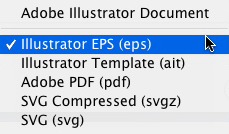 Adobe Illustrator Document
Illustrator EPS (eps)
Illustrator Template (ait)
Adobe PDF (pdf)
SVG Compressed (svgz)
SVG (svg)